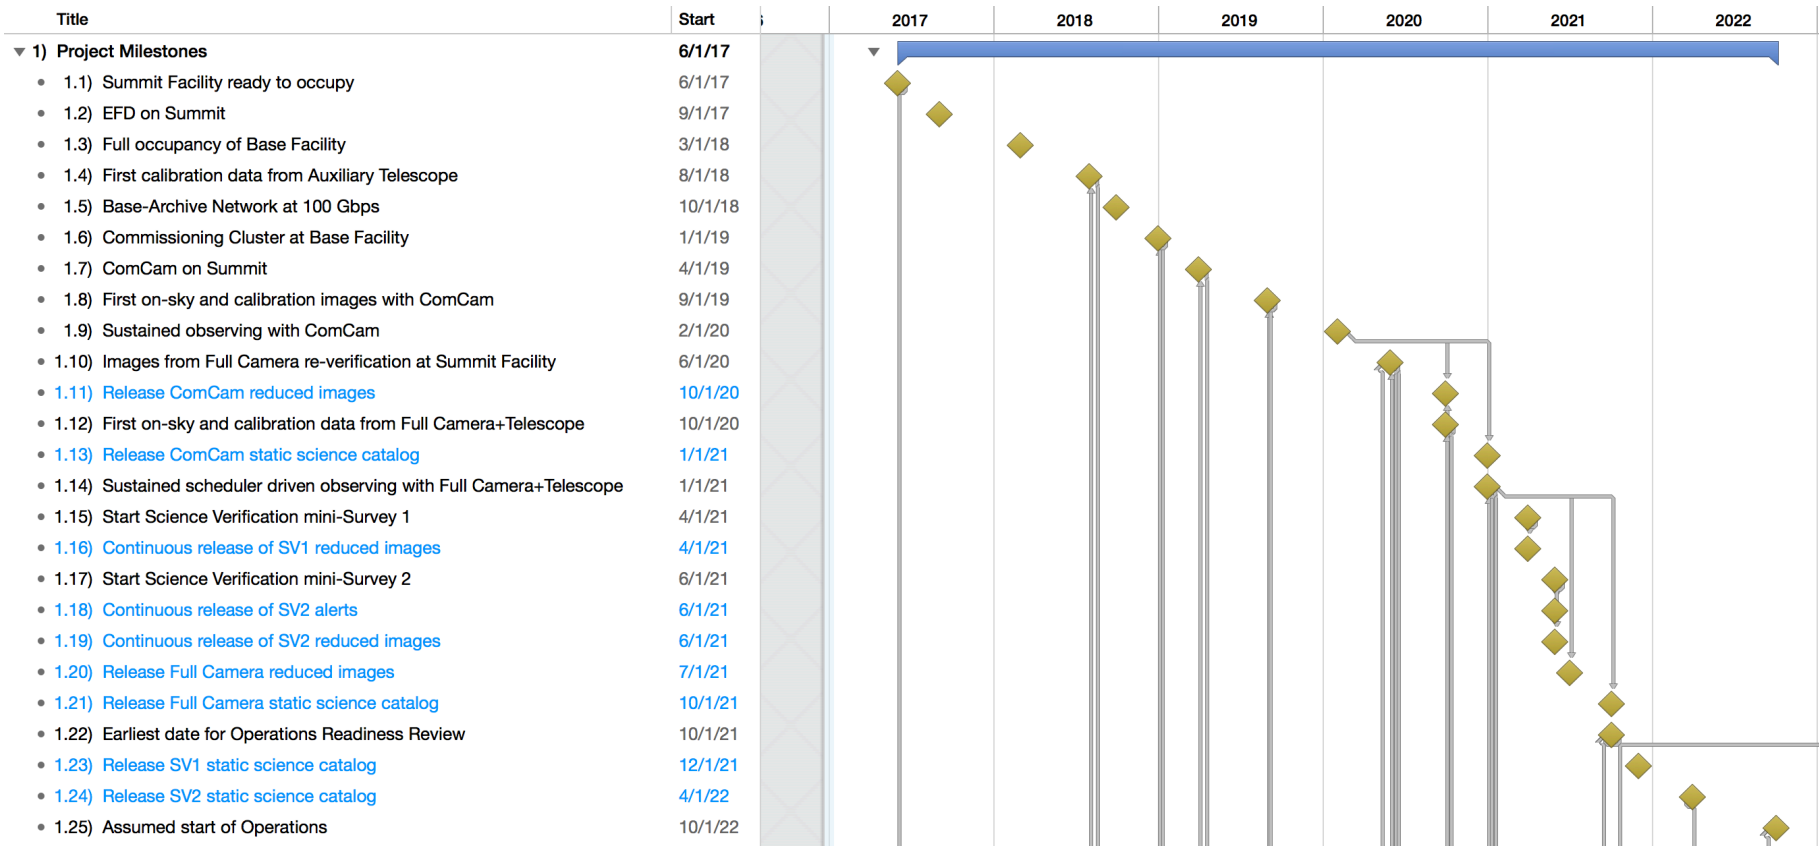 Title Start 2017 2018 2019 2020 2021 2022
1) Project Milestones 6/1/17
1.1) Summit Facility ready to occupy 6/1/17
1.2) EFD on Summit 9/1/17
1.3) Full occupancy of Base Facility 3/1/18
1.4) First calibration data from Auxiliary Telescope 8/1/18
1.5) Base-Archive Network at 100 Gbps 10/1/18
1.6) Commissioning Cluster at Base Facility 1/1/19
1.7) ComCam on Summit 4/1/19
1.8) First on-sky and calibration images with ComCam 9/1/19
1.9) Sustained observing with ComCam 2/1/20
1.10) Images from Full Camera re-verification at Summit Facility 6/1/20
1.11) Release ComCam reduced images 10/1/20
1.12) First on-sky and calibration data from Full Camera+Telescope 10/1/20
1.13) Release ComCam static science catalog 1/1/21
1.14) Sustained scheduler driven observing with Full Camera+Telescope 1/1/21
1.15) Start Science Verification mini-Survey 1 4/1/21
1.16) Continuous release of SV1 reduced images 4/1/21
1.17) Start Science Verification mini-Survey 2 6/1/21
1.18) Continuous release of SV2 alerts 6/1/21
1.19) Continuous release of SV2 reduced images 6/1/21
1.20) Release Full Camera reduced images 7/1/21
1.21) Release Full Camera static science catalog 10/1/21
1.22) Earliest date for Operations Readiness Review 10/1/21
1.23) Release SV1 static science catalog 12/1/21
1.24) Release SV2 static science catalog 4/1/22
1.25) Assumed start of Operations 10/1/22